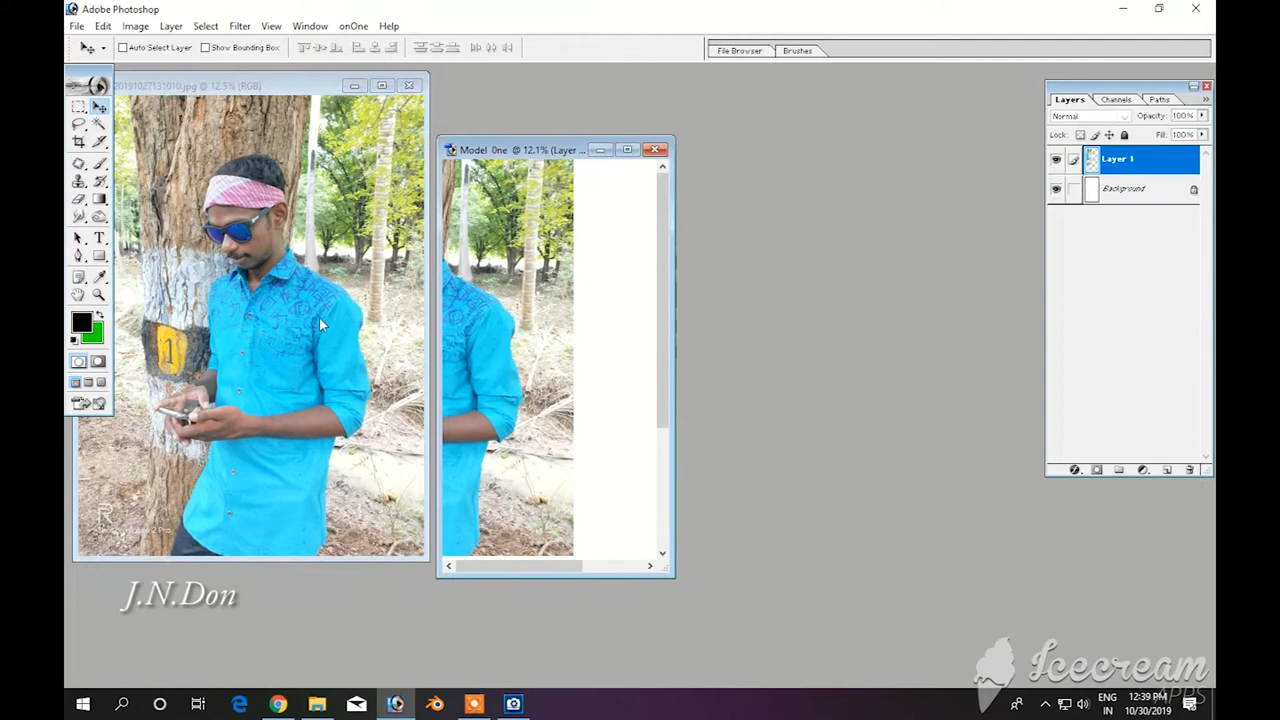 Adobe Photoshop
File Edit Image Layer Select Filter View Window onOne Help
Auto Select Layer Show Bounding Box File Browser Brushes
20191027131010.jpg @ 12.5% (RGB)
Model One @ 12.1% (Layer ...
Layers Channels Paths
Normal Opacity: 100%
Lock: Fill: 100%
Layer 1
Background
T
1
J.N.Don
Icecream
APPS
ENG
IN
12:39 PM
10/30/2019